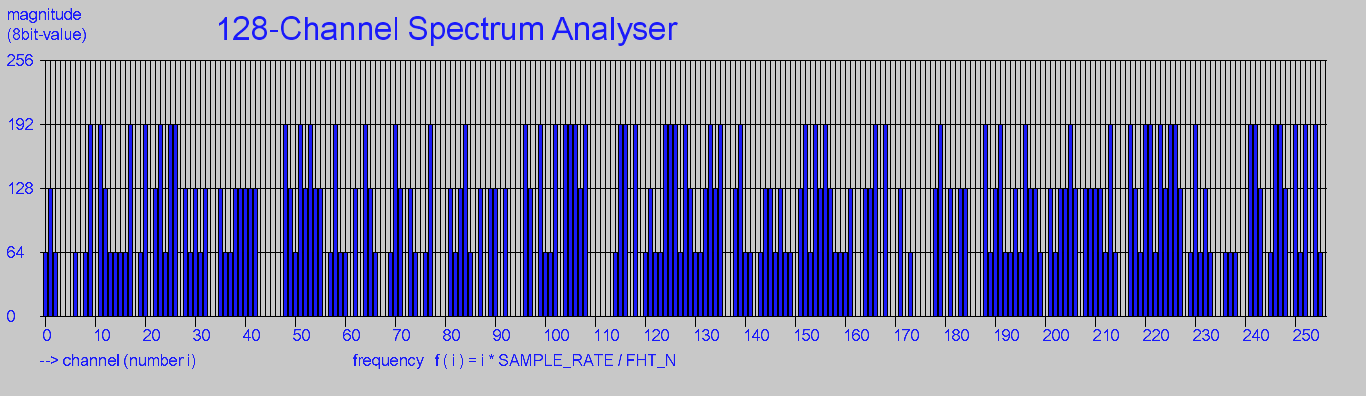 magnitude
(8bit-value)
128-Channel Spectrum Analyser
256
192
128
64
0
0 10 20 30 40 50 60 70 80 90 100 110 120 130 140 150 160 170 180 190 200 210 220 230 240 250
--> channel (number i) frequency f ( i ) = i * SAMPLE_RATE / FHT_N